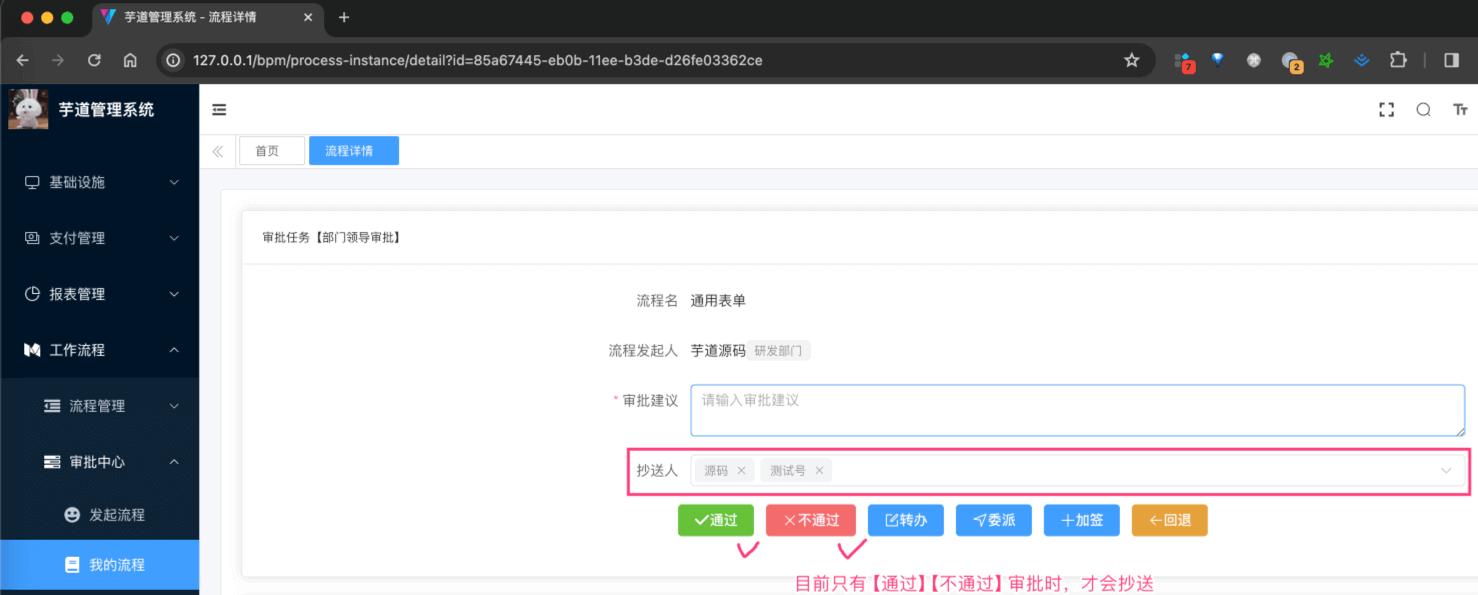 芋道管理系统 - 流程详情
127.0.0.1/bpm/process-instance/detail?id=85a67445-eb0b-11ee-b3de-d26fe03362ce
7
2
芋道管理系统
首页
流程详情
基础设施
支付管理
报表管理
工作流程
流程管理
审批中心
发起流程
我的流程
审批任务【部门领导审批】
流程名 通用表单
流程发起人 芋道源码 研发部门
* 审批建议 请输入审批建议
抄送人 源码 × 测试号 ×
通过 不通过 转办 委派 加签 回退
目前只有【通过】【不通过】审批时，才会抄送